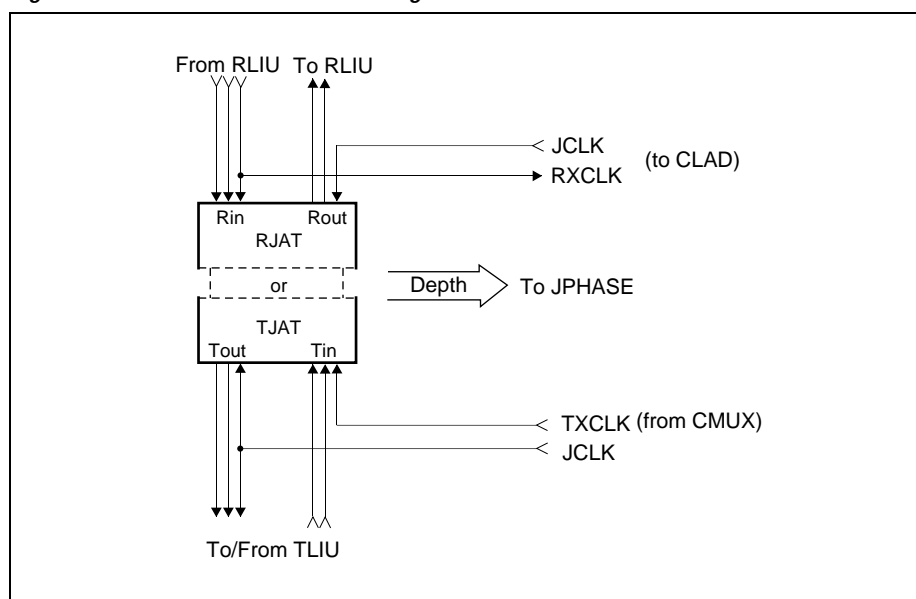 From RLIU To RLIU
JCLK
(to CLAD)
RXCLK
Rin Rout
RJAT
or
Depth
To JPHASE
TJAT
Tout Tin
TXCLK (from CMUX)
JCLK
To/From TLIU